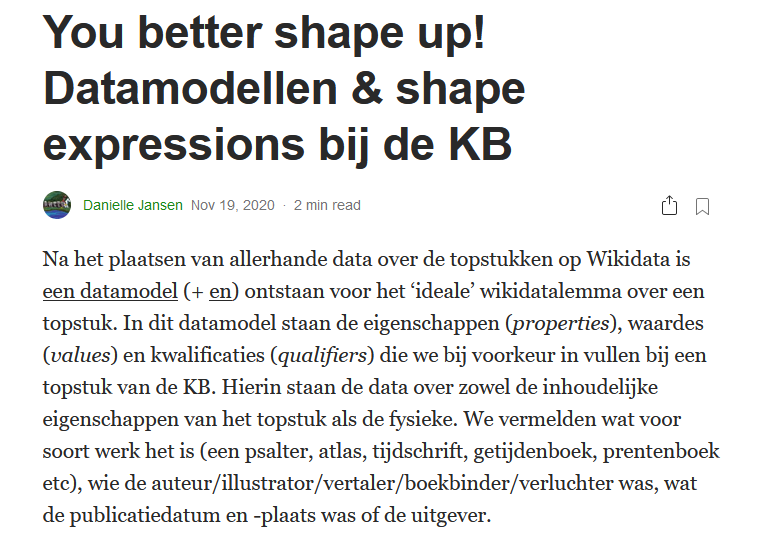 You better shape up!
Datamodellen & shape
expressions bij de KB
Danielle Jansen Nov 19, 2020 · 2 min read
Na het plaatsen van allerhande data over de topstukken op Wikidata is
een datamodel (+ en) ontstaan voor het ‘ideale’ wikidatalemma over een
topstuk. In dit datamodel staan de eigenschappen (properties), waardes
(values) en kwalificaties (qualifiers) die we bij voorkeur in vullen bij een
topstuk van de KB. Hierin staan de data over zowel de inhoudelijke
eigenschappen van het topstuk als de fysieke. We vermelden wat voor
soort werk het is (een psalter, atlas, tijdschrift, getijdenboek, prentenboek
etc), wie de auteur/illustrator/vertaler/boekbinder/verluchter was, wat
de publicatiedatum en -plaats was of de uitgever.